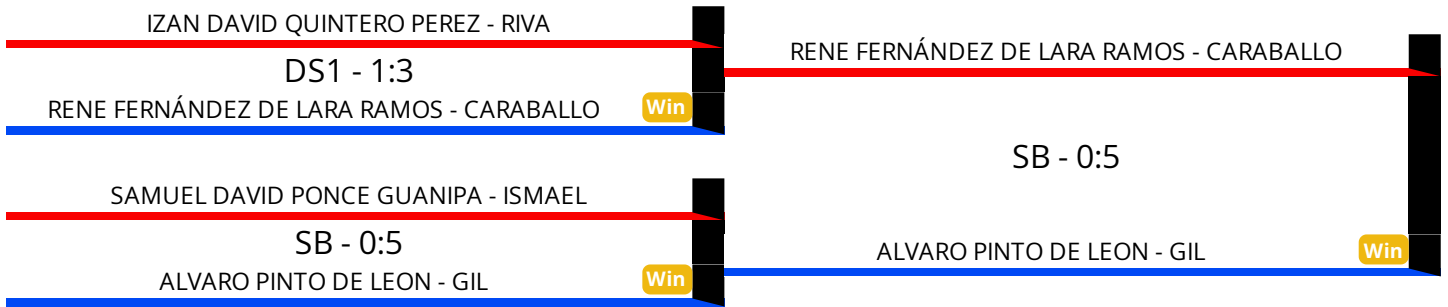 IZAN DAVID QUINTERO PEREZ - RIVA
DS1 - 1:3
RENE FERNÁNDEZ DE LARA RAMOS - CARABALLO
Win
SAMUEL DAVID PONCE GUANIPA - ISMAEL
SB - 0:5
ALVARO PINTO DE LEON - GIL
Win
RENE FERNÁNDEZ DE LARA RAMOS - CARABALLO
SB - 0:5
ALVARO PINTO DE LEON - GIL
Win